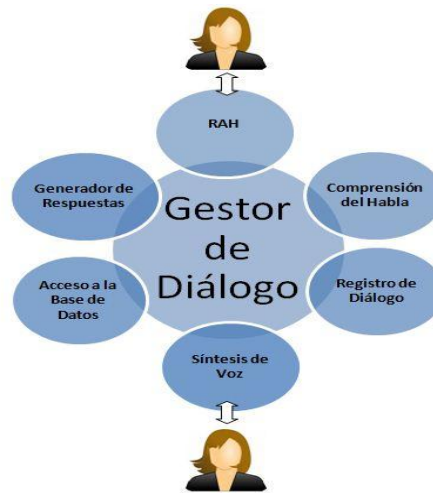 RAH
Generador de
Respuestas
Comprensión
del Habla
Gestor
de
Diálogo
Acceso a la
Base de
Datos
Registro de
Diálogo
Síntesis de
Voz